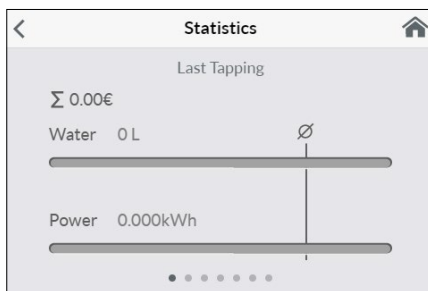 Statistics
Last Tapping
Σ 0.00€
Water 0 L Ø
Power 0.000kWh